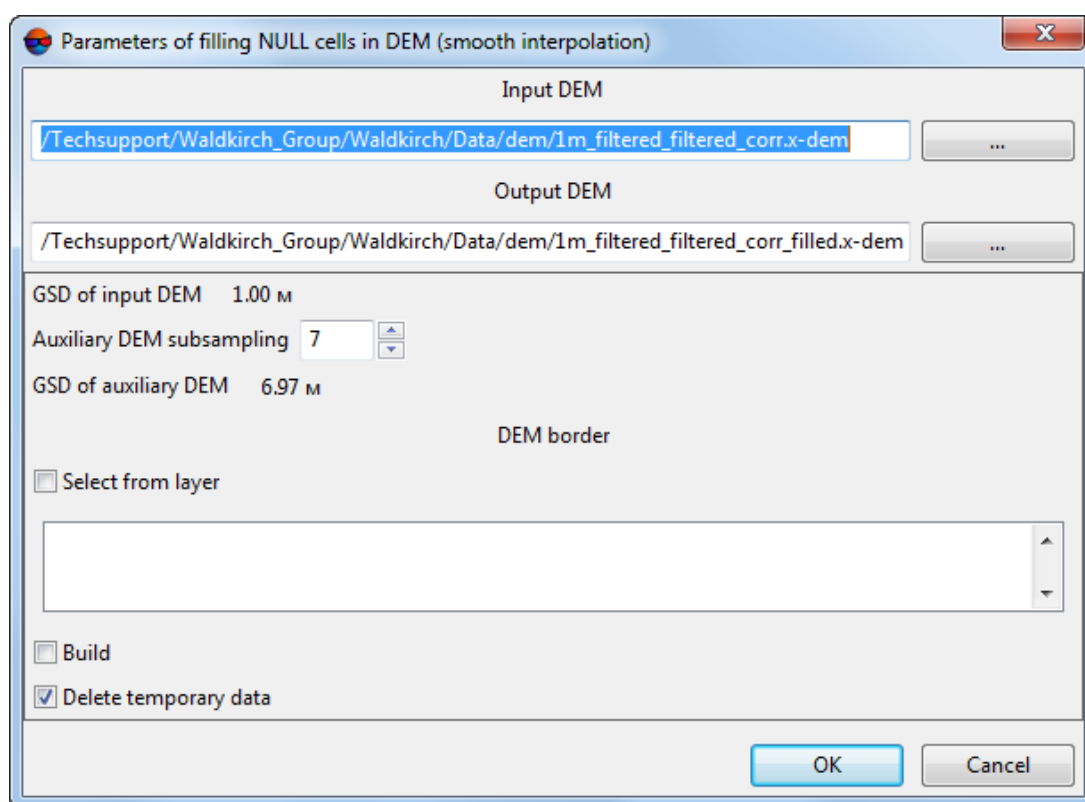 Parameters of filling NULL cells in DEM (smooth interpolation)
Input DEM
/Techsupport/Waldkirch_Group/Waldkirch/Data/dem/1m_filtered_filtered_corr.x-dem
...
Output DEM
/Techsupport/Waldkirch_Group/Waldkirch/Data/dem/1m_filtered_filtered_corr_filled.x-dem
...
GSD of input DEM 1.00 м
Auxiliary DEM subsampling 7
GSD of auxiliary DEM 6.97 м
DEM border
Select from layer
Build
Delete temporary data
OK Cancel